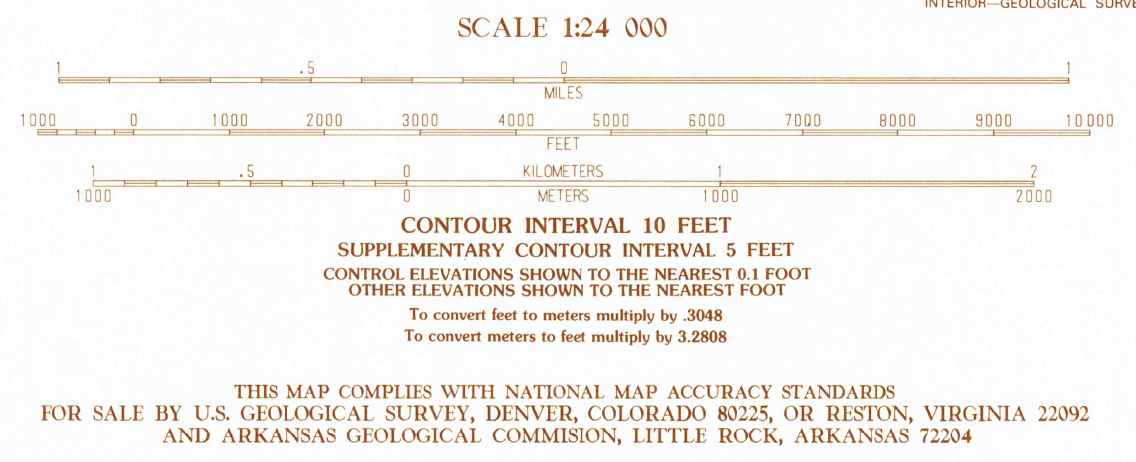 INTERIOR—GEOLOGICAL SURVE
SCALE 1:24 000
1 .5 0 1
MILES
1000 0 1000 2000 3000 4000 5000 6000 7000 8000 9000 10 000
FEET
1 .5 0 KILOMETERS 1 2
1000 0 METERS 1000 2000
CONTOUR INTERVAL 10 FEET
SUPPLEMENTARY CONTOUR INTERVAL 5 FEET
CONTROL ELEVATIONS SHOWN TO THE NEAREST 0.1 FOOT
OTHER ELEVATIONS SHOWN TO THE NEAREST FOOT
To convert feet to meters multiply by .3048
To convert meters to feet multiply by 3.2808
THIS MAP COMPLIES WITH NATIONAL MAP ACCURACY STANDARDS
FOR SALE BY U.S. GEOLOGICAL SURVEY, DENVER, COLORADO 80225, OR RESTON, VIRGINIA 22092
AND ARKANSAS GEOLOGICAL COMMISION, LITTLE ROCK, ARKANSAS 72204